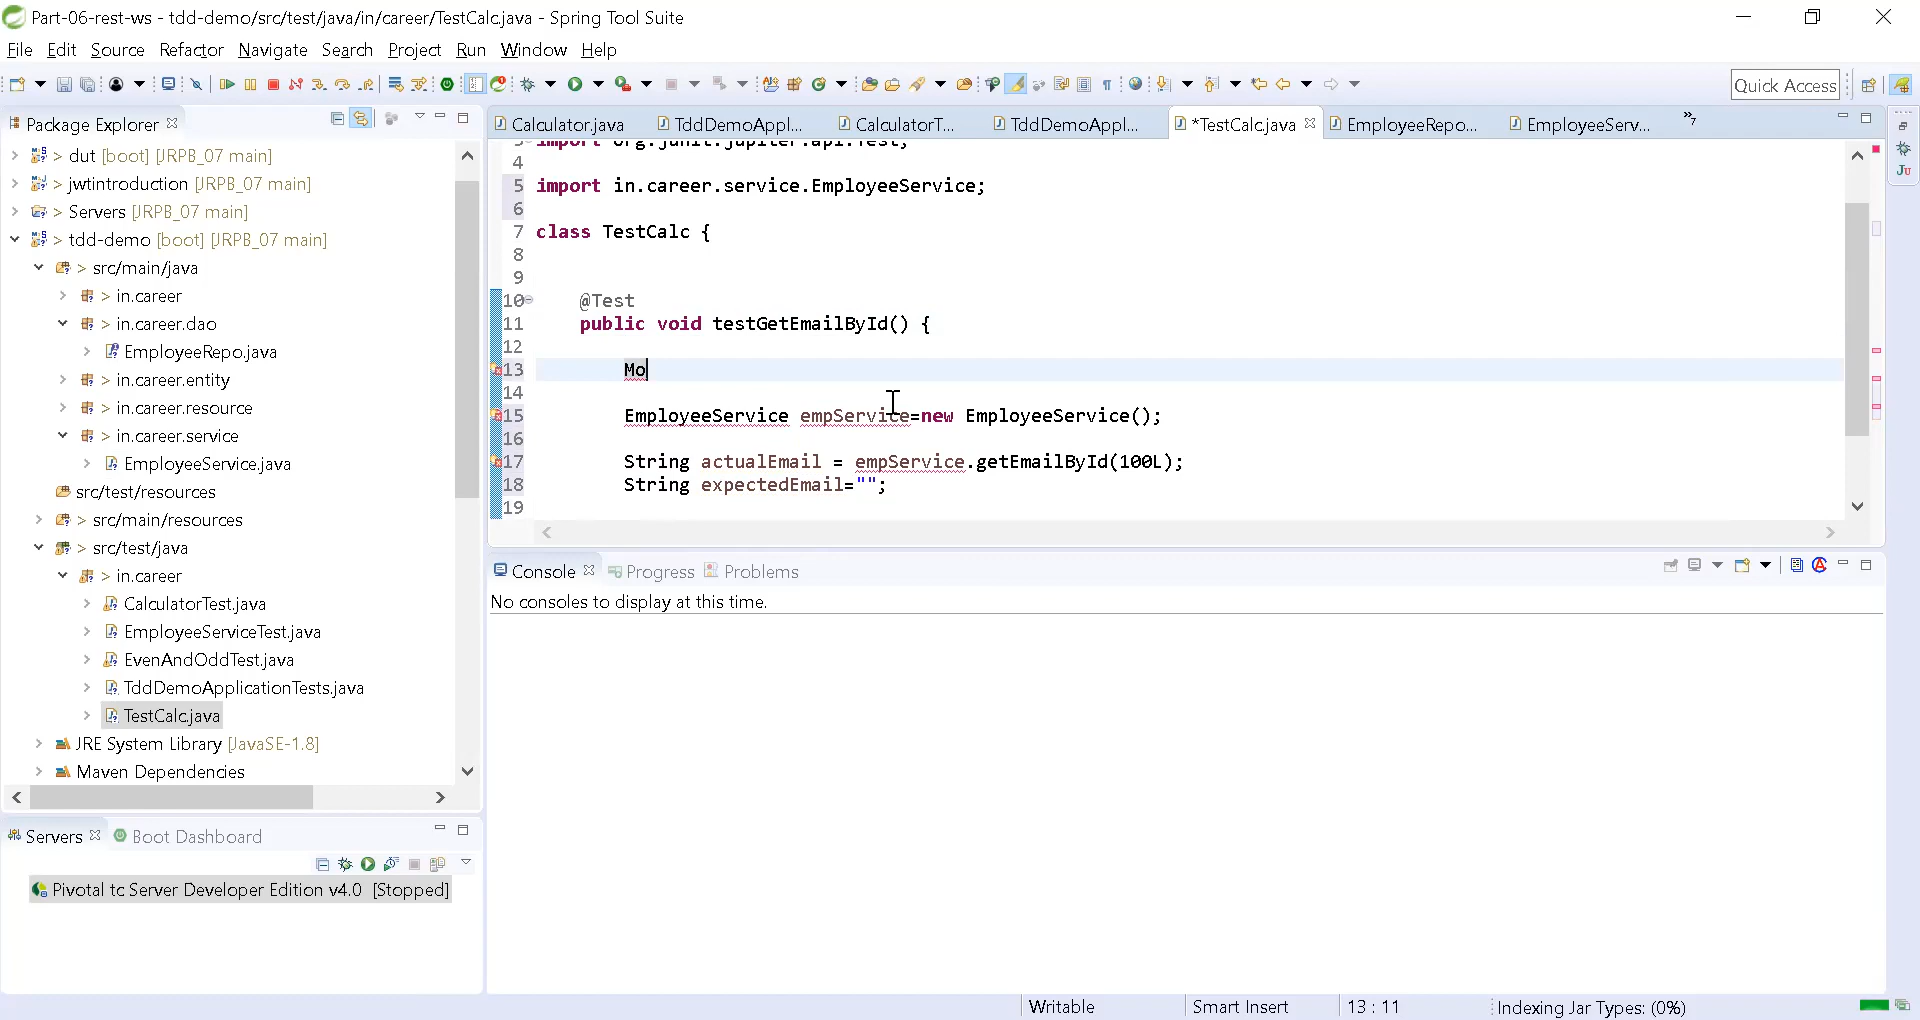 Part-06-rest-ws - tdd-demo/src/test/java/in/career/TestCalc.java - Spring Tool Suite
File Edit Source Refactor Navigate Search Project Run Window Help
Quick Access
Package Explorer
> dut [boot] [JRPB_07 main]
> jwtintroduction [JRPB_07 main]
> Servers [JRPB_07 main]
> tdd-demo [boot] [JRPB_07 main]
> src/main/java
> in.career
> in.career.dao
EmployeeRepo.java
> in.career.entity
> in.career.resource
> in.career.service
EmployeeService.java
src/test/resources
> src/main/resources
> src/test/java
> in.career
CalculatorTest.java
EmployeeServiceTest.java
EvenAndOddTest.java
TddDemoApplicationTests.java
TestCalc.java
JRE System Library [JavaSE-1.8]
Maven Dependencies
Servers Boot Dashboard
Pivotal tc Server Developer Edition v4.0 [Stopped]
Calculator.java TddDemoAppl... CalculatorT... TddDemoAppl... *TestCalc.java EmployeeRepo... EmployeeServ... »7
3 import org.junit.jupiter.api.Test;
4
5 import in.career.service.EmployeeService;
6
7 class TestCalc {
8
9
10 @Test
11 public void testGetEmailById() {
12
13 Mo
14
15 EmployeeService empService=new EmployeeService();
16
17 String actualEmail = empService.getEmailById(100L);
18 String expectedEmail="";
19
Console Progress Problems
No consoles to display at this time.
Writable Smart Insert 13 : 11 Indexing Jar Types: (0%)